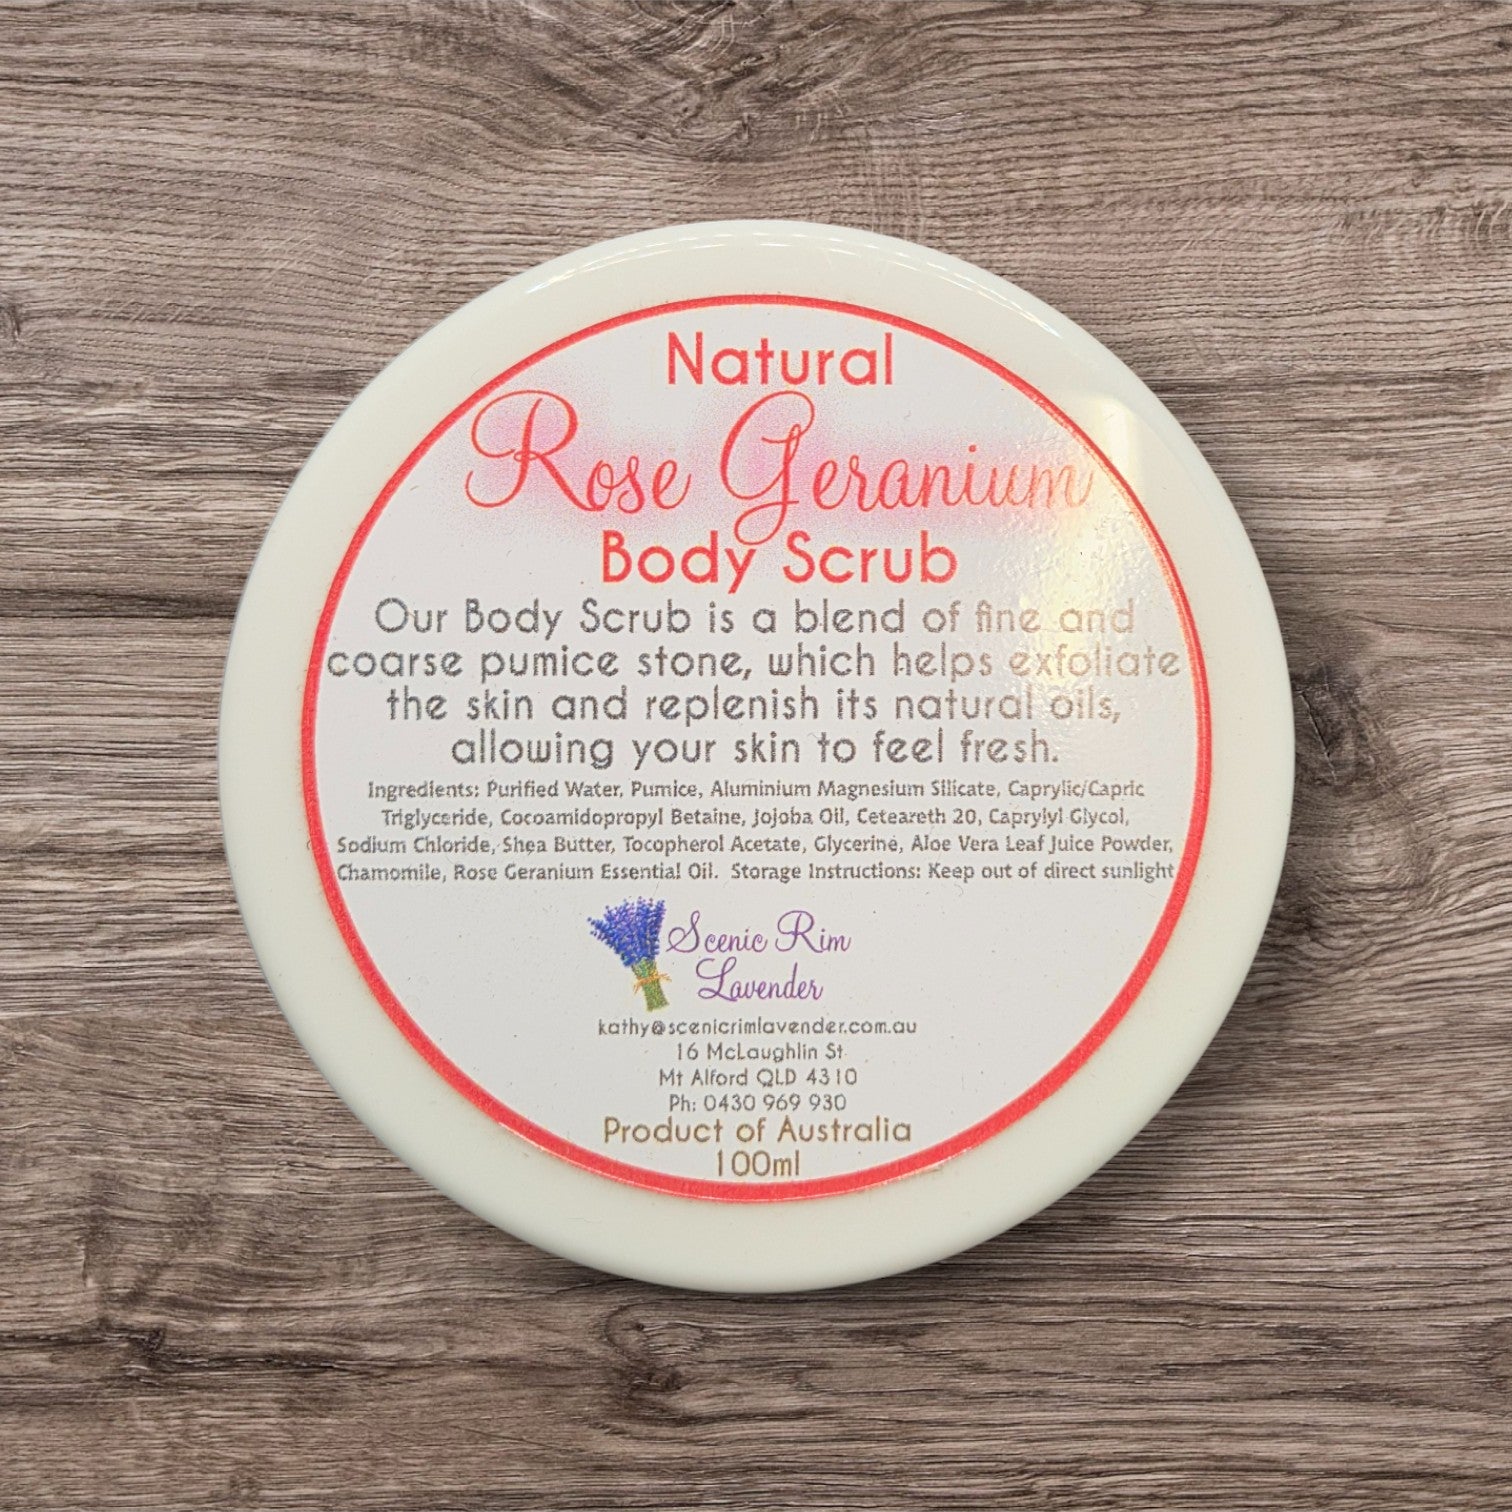 Natural
Rose Geranium
Body Scrub
Our Body Scrub is a blend of fine and
coarse pumice stone, which helps exfoliate
the skin and replenish its natural oils,
allowing your skin to feel fresh.
Ingredients: Purified Water, Pumice, Aluminium Magnesium Silicate, Caprylic/Capric
Triglyceride, Cocoamidopropyl Betaine, Jojoba Oil, Ceteareth 20, Caprylyl Glycol,
Sodium Chloride, Shea Butter, Tocopherol Acetate, Glycerine, Aloe Vera Leaf Juice Powder,
Chamomile, Rose Geranium Essential Oil. Storage Instructions: Keep out of direct sunlight
Scenic Rim
Lavender
kathy@scenicrimlavender.com.au
16 McLaughlin St
Mt Alford QLD 4310
Ph: 0430 969 930
Product of Australia
100ml